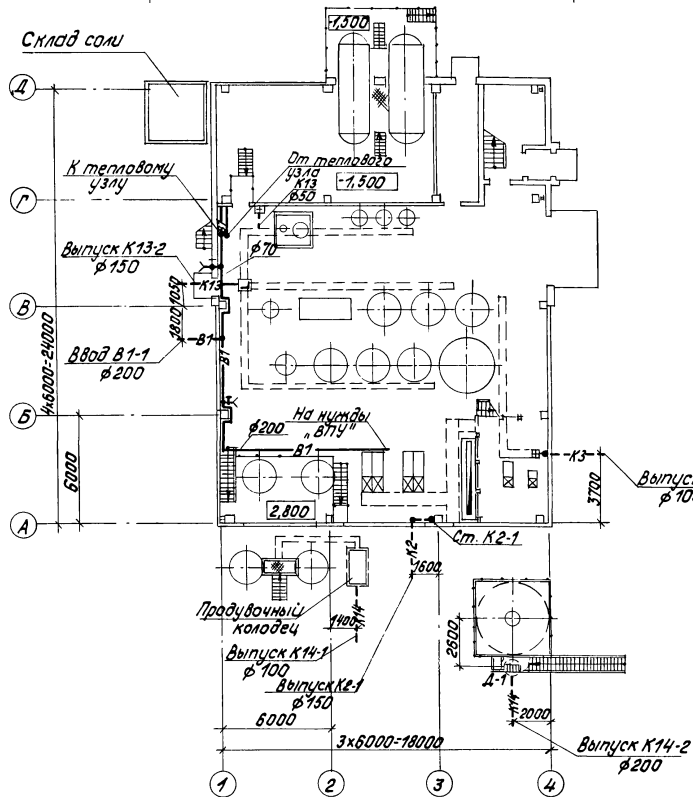 -1,500
Склад соли
Д
К тепловому
узлу
От теплового
узла
К13
ф50
-1,500
Г
Выпуск К13-2
ф150
ф70
К13
1050
1800
В
В1
В1
Ввод В1-1
ф200
4х6000=24000
Б
6000
ф200
На нужды
"ВПУ"
В1
К3
Выпус
ф10
3700
2,800
А
К2
Ст. К2-1
1600
Продувочный
колодец
1400
К14
Выпуск К14-1
ф100
Выпуск К2-1
ф150
2600
Д-1
К14
2000
6000
3х6000=18000
Выпуск К14-2
ф200
1
2
3
4